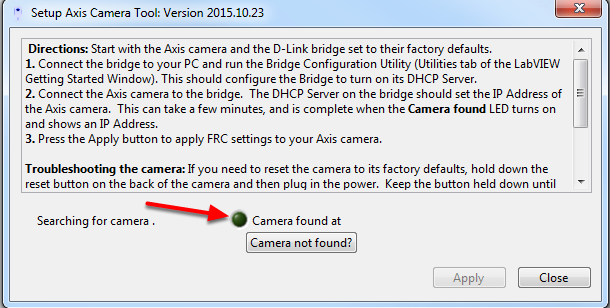 Setup Axis Camera Tool: Version 2015.10.23
Directions: Start with the Axis camera and the D-Link bridge set to their factory defaults.
1. Connect the bridge to your PC and run the Bridge Configuration Utility (Utilities tab of the LabVIEW
Getting Started Window). This should configure the Bridge to turn on its DHCP Server.
2. Connect the Axis camera to the bridge. The DHCP Server on the bridge should set the IP Address of
the Axis camera. This can take a few minutes, and is complete when the Camera found LED turns on
and shows an IP Address.
3. Press the Apply button to apply FRC settings to your Axis camera.
Troubleshooting the camera: If you need to reset the camera to its factory defaults, hold down the
reset button on the back of the camera and then plug in the power. Keep the button held down until
Searching for camera .
Camera found at
Camera not found?
Apply
Close